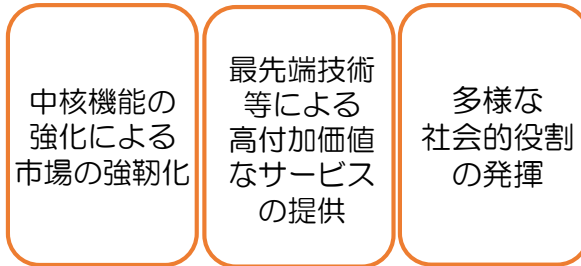 中核機能の
強化による
市場の強靭化
最先端技術
等による
高付加価値
なサービス
の提供
多様な
社会的役割
の発揮